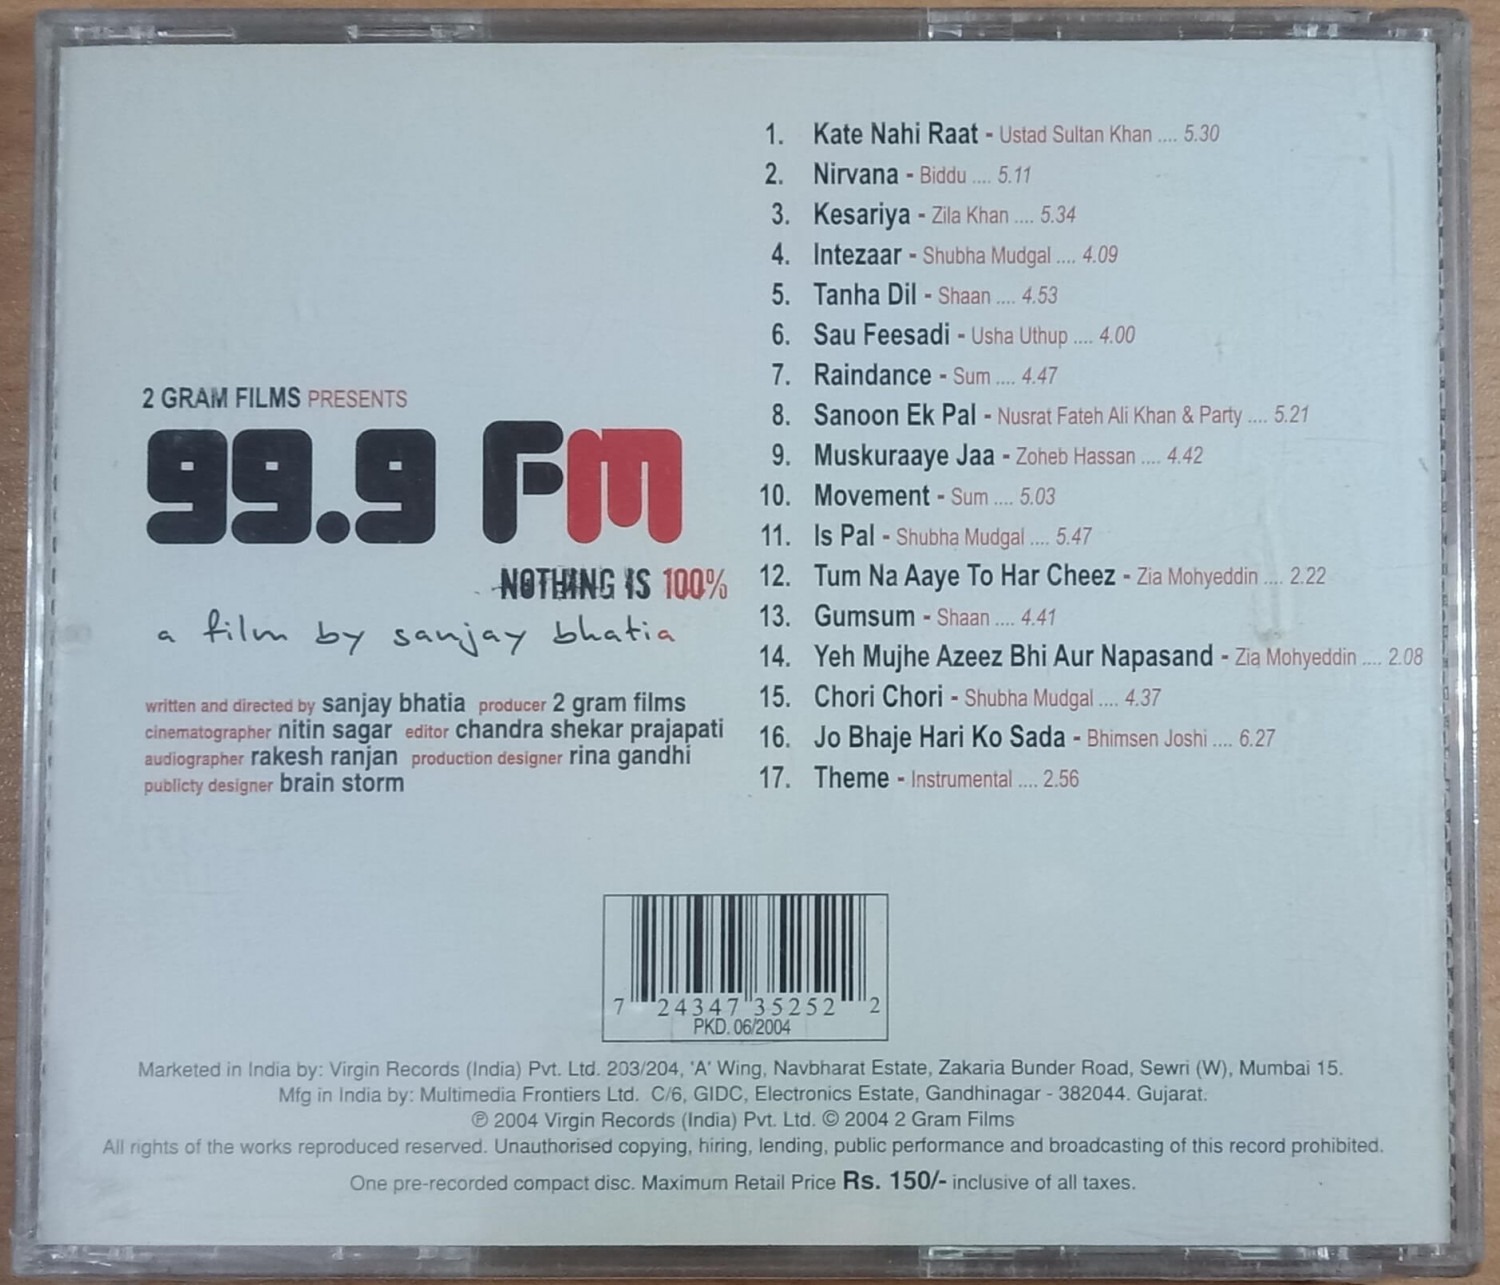 2 GRAM FILMS PRESENTS
99.9 FM
NOTHING IS 100%
a film by sanjay bhatia
written and directed by sanjay bhatia producer 2 gram films
cinematographer nitin sagar editor chandra shekar prajapati
audiographer rakesh ranjan production designer rina gandhi
publicty designer brain storm
1. Kate Nahi Raat - Ustad Sultan Khan .... 5.30
2. Nirvana - Biddu .... 5.11
3. Kesariya - Zila Khan .... 5.34
4. Intezaar - Shubha Mudgal .... 4.09
5. Tanha Dil - Shaan .... 4.53
6. Sau Feesadi - Usha Uthup .... 4.00
7. Raindance - Sum .... 4.47
8. Sanoon Ek Pal - Nusrat Fateh Ali Khan & Party .... 5.21
9. Muskuraaye Jaa - Zoheb Hassan .... 4.42
10. Movement - Sum .... 5.03
11. Is Pal - Shubha Mudgal .... 5.47
12. Tum Na Aaye To Har Cheez - Zia Mohyeddin .... 2.22
13. Gumsum - Shaan .... 4.41
14. Yeh Mujhe Azeez Bhi Aur Napasand - Zia Mohyeddin .... 2.08
15. Chori Chori - Shubha Mudgal .... 4.37
16. Jo Bhaje Hari Ko Sada - Bhimsen Joshi .... 6.27
17. Theme - Instrumental .... 2.56
7 24347 35252 2
PKD. 06/2004
Marketed in India by: Virgin Records (India) Pvt. Ltd. 203/204, 'A' Wing, Navbharat Estate, Zakaria Bunder Road, Sewri (W), Mumbai 15.
Mfg in India by: Multimedia Frontiers Ltd. C/6, GIDC, Electronics Estate, Gandhinagar - 382044. Gujarat.
℗ 2004 Virgin Records (India) Pvt. Ltd. © 2004 2 Gram Films
All rights of the works reproduced reserved. Unauthorised copying, hiring, lending, public performance and broadcasting of this record prohibited.
One pre-recorded compact disc. Maximum Retail Price Rs. 150/- inclusive of all taxes.